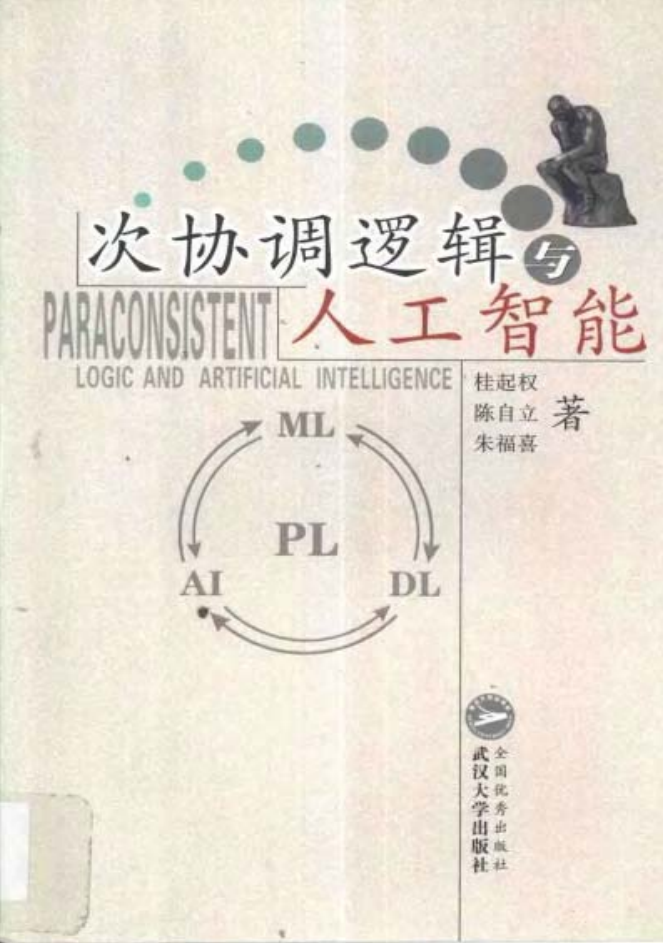 次协调逻辑与
人工智能
PARACONSISTENT
LOGIC AND ARTIFICIAL INTELLIGENCE
桂起权
陈自立
朱福喜
著
ML
PL
AI
DL
全国优秀出版社
武汉大学出版社